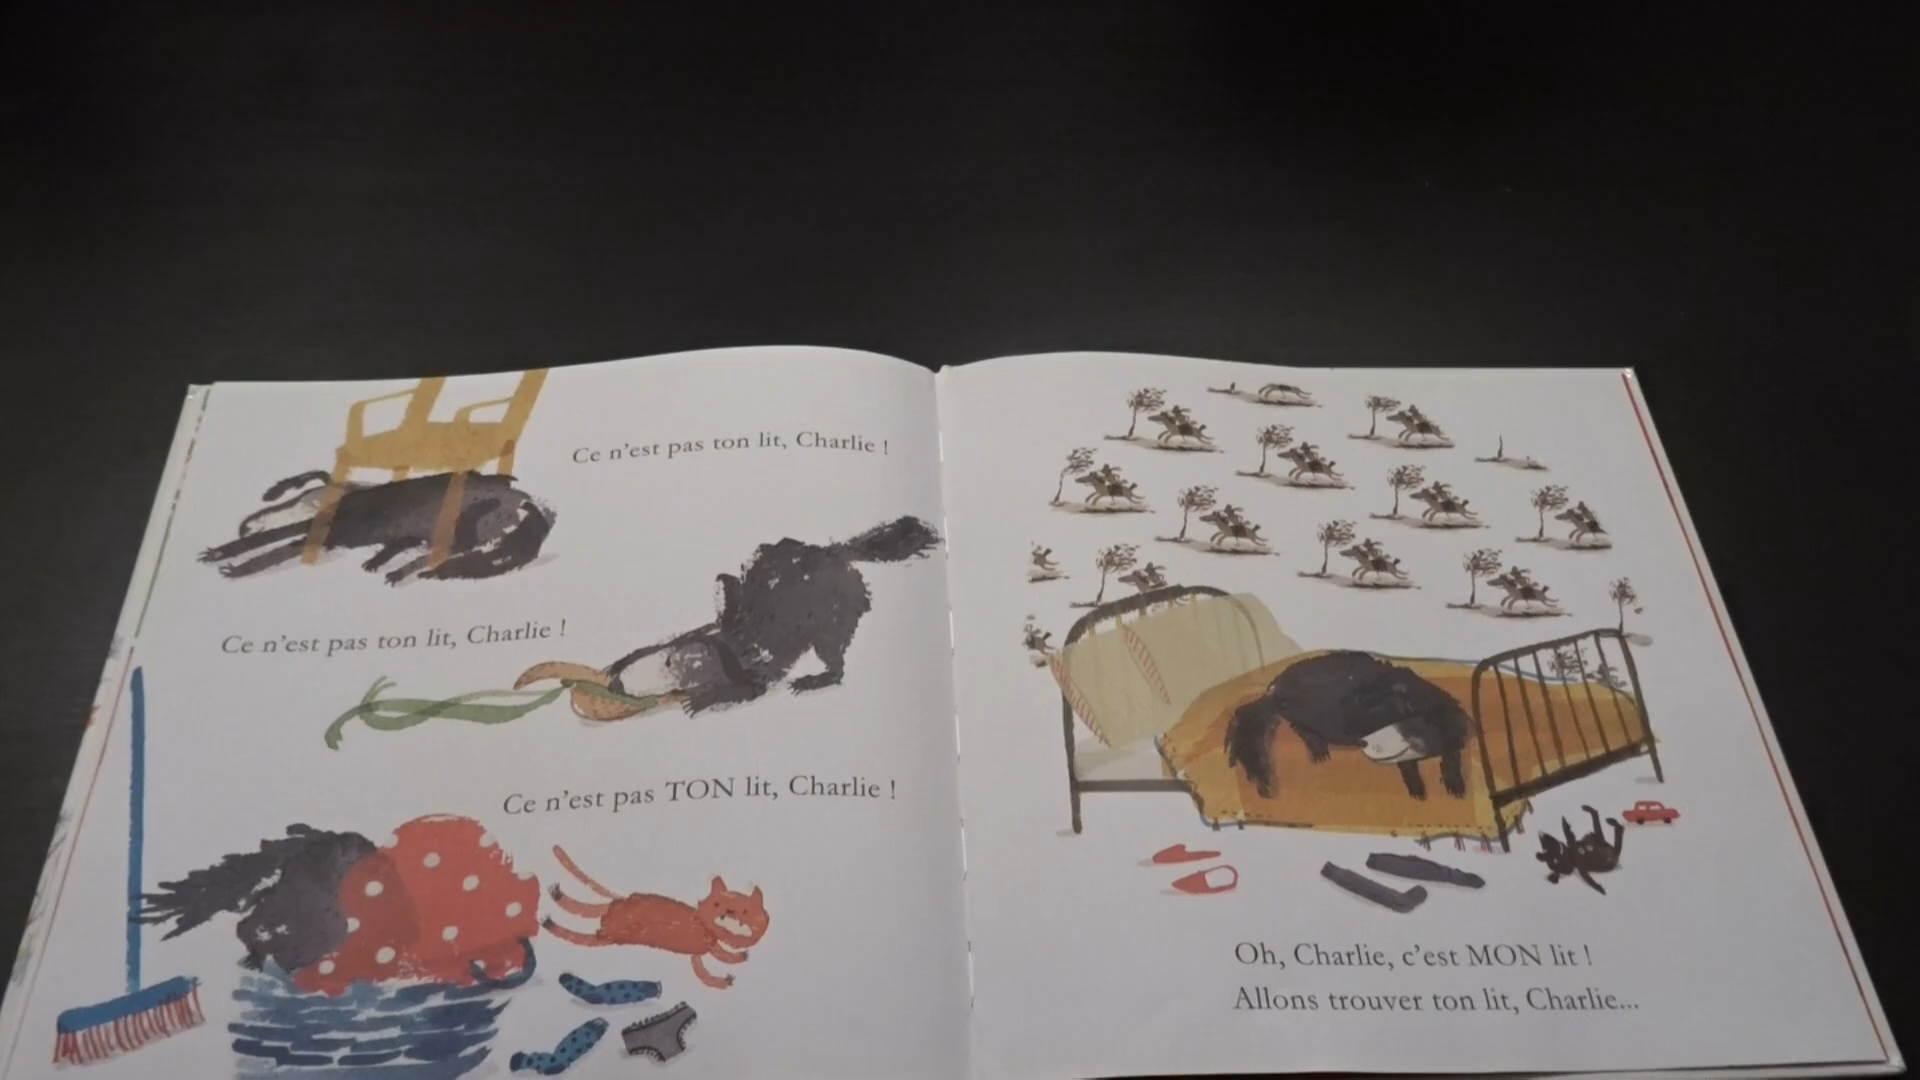 Ce n'est pas ton lit, Charlie !
Ce n'est pas ton lit, Charlie !
Ce n'est pas TON lit, Charlie !
Oh, Charlie, c'est MON lit !
Allons trouver ton lit, Charlie...